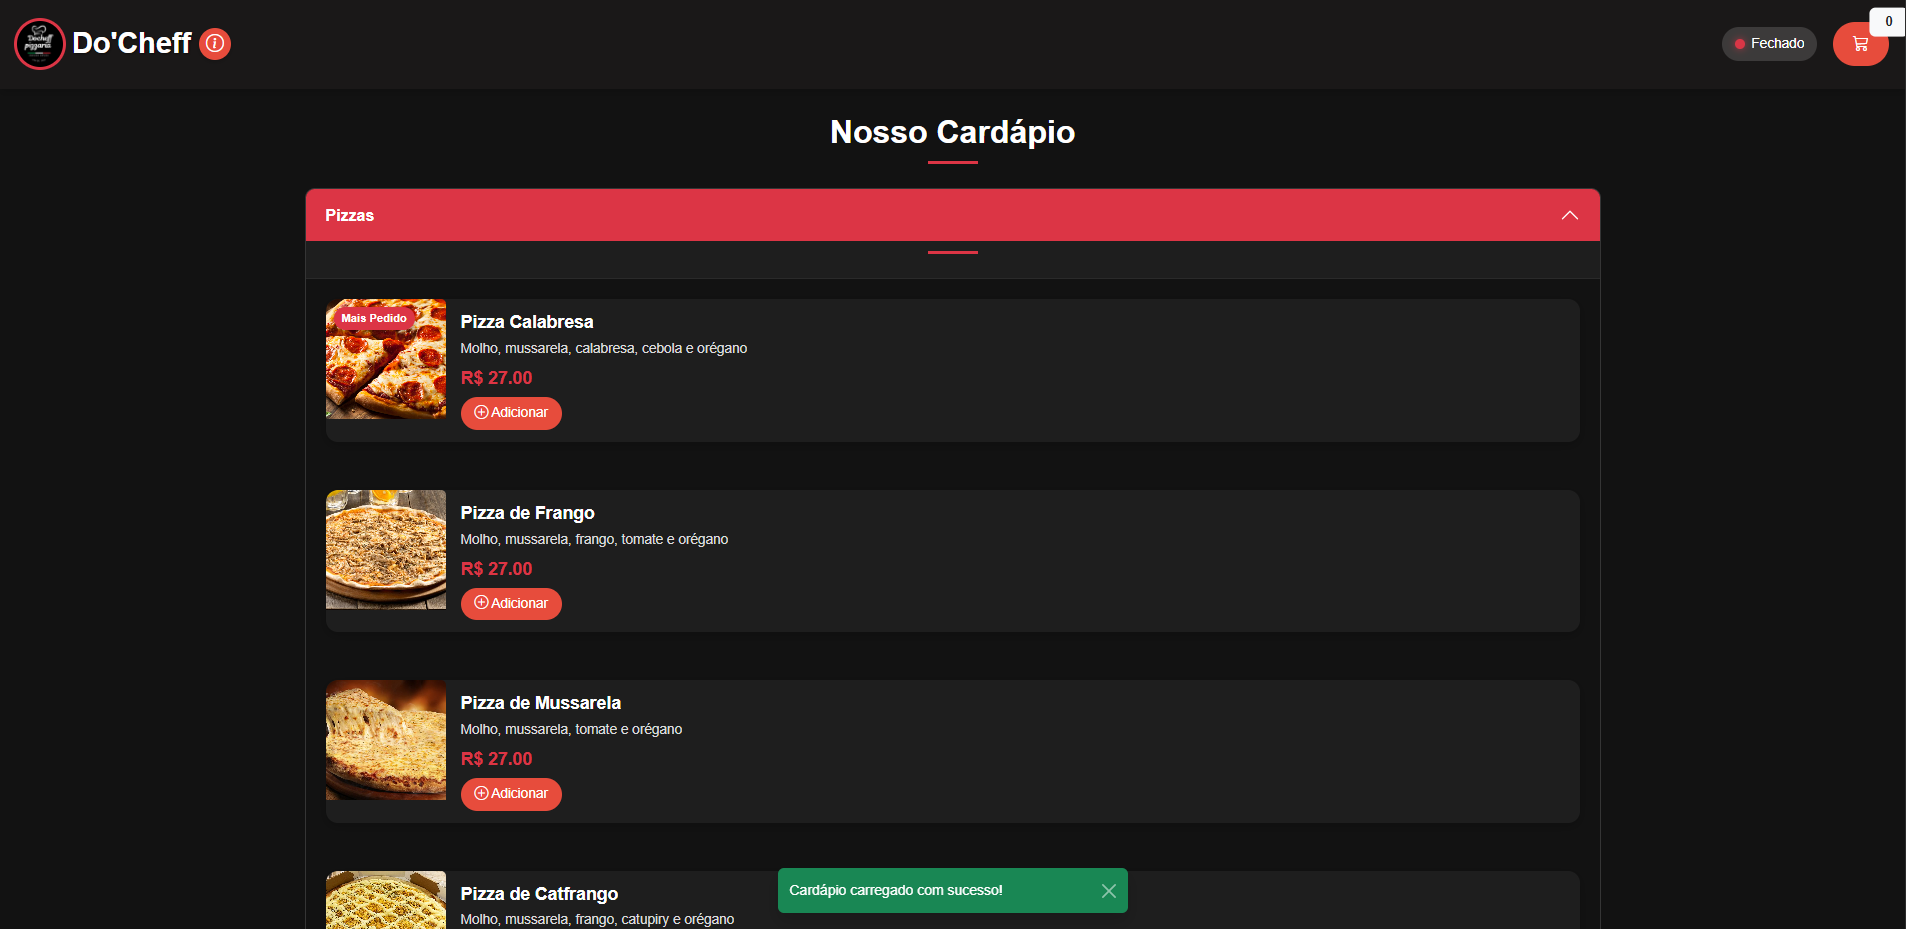 Docheff
pizzaria
Do'Cheff
Fechado
0
Nosso Cardápio
Pizzas
Mais Pedido
Pizza Calabresa
Molho, mussarela, calabresa, cebola e orégano
R$ 27.00
Adicionar
Pizza de Frango
Molho, mussarela, frango, tomate e orégano
R$ 27.00
Adicionar
Pizza de Mussarela
Molho, mussarela, tomate e orégano
R$ 27.00
Adicionar
Pizza de Catfrango
Molho, mussarela, frango, catupiry e orégano
Cardápio carregado com sucesso!